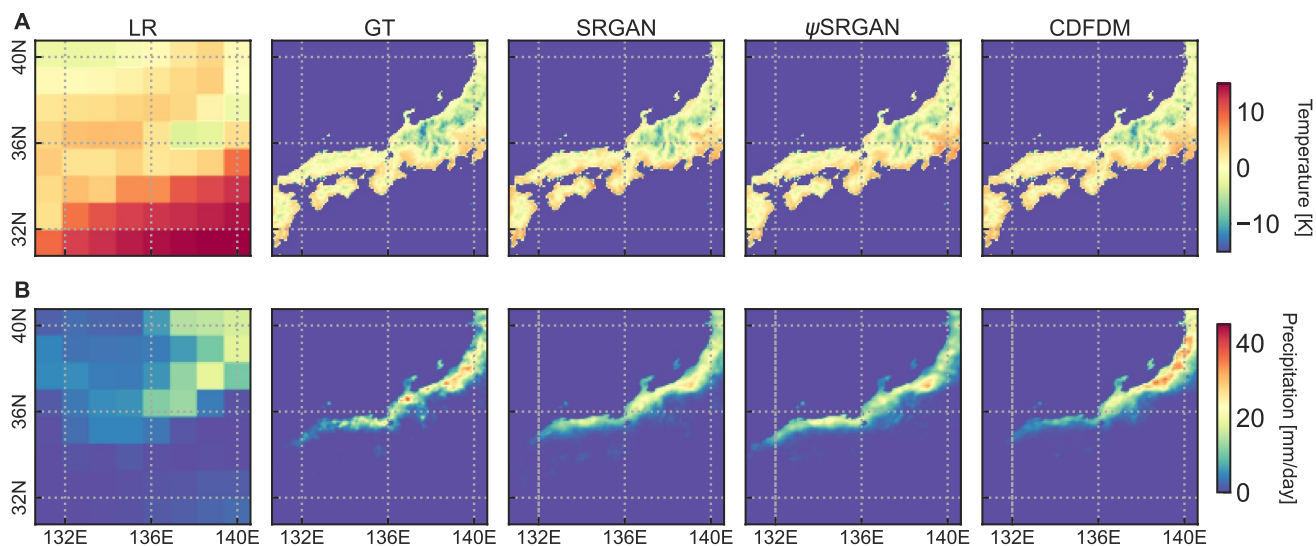 A
LR
GT
SRGAN
ψSRGAN
CDFDM
40N
36N
32N
10
0
−10
Temperature [K]
B
40N
36N
32N
40
20
0
Precipitation [mm/day]
132E 136E 140E
132E 136E 140E
132E 136E 140E
132E 136E 140E
132E 136E 140E